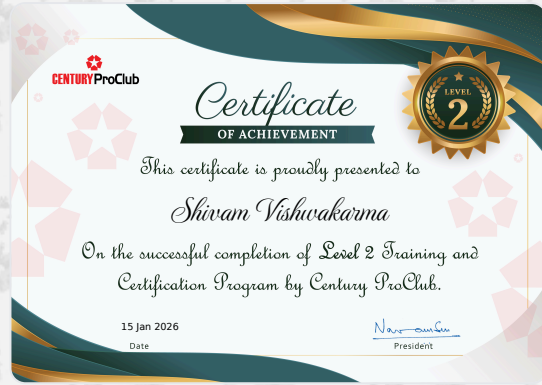 CENTURY ProClub
Certificate
OF ACHIEVEMENT
LEVEL
2
This certificate is proudly presented to
Shivam Vishwakarma
On the successful completion of Level 2 Training and
Certification Program by Century ProClub.
15 Jan 2026
Date
President